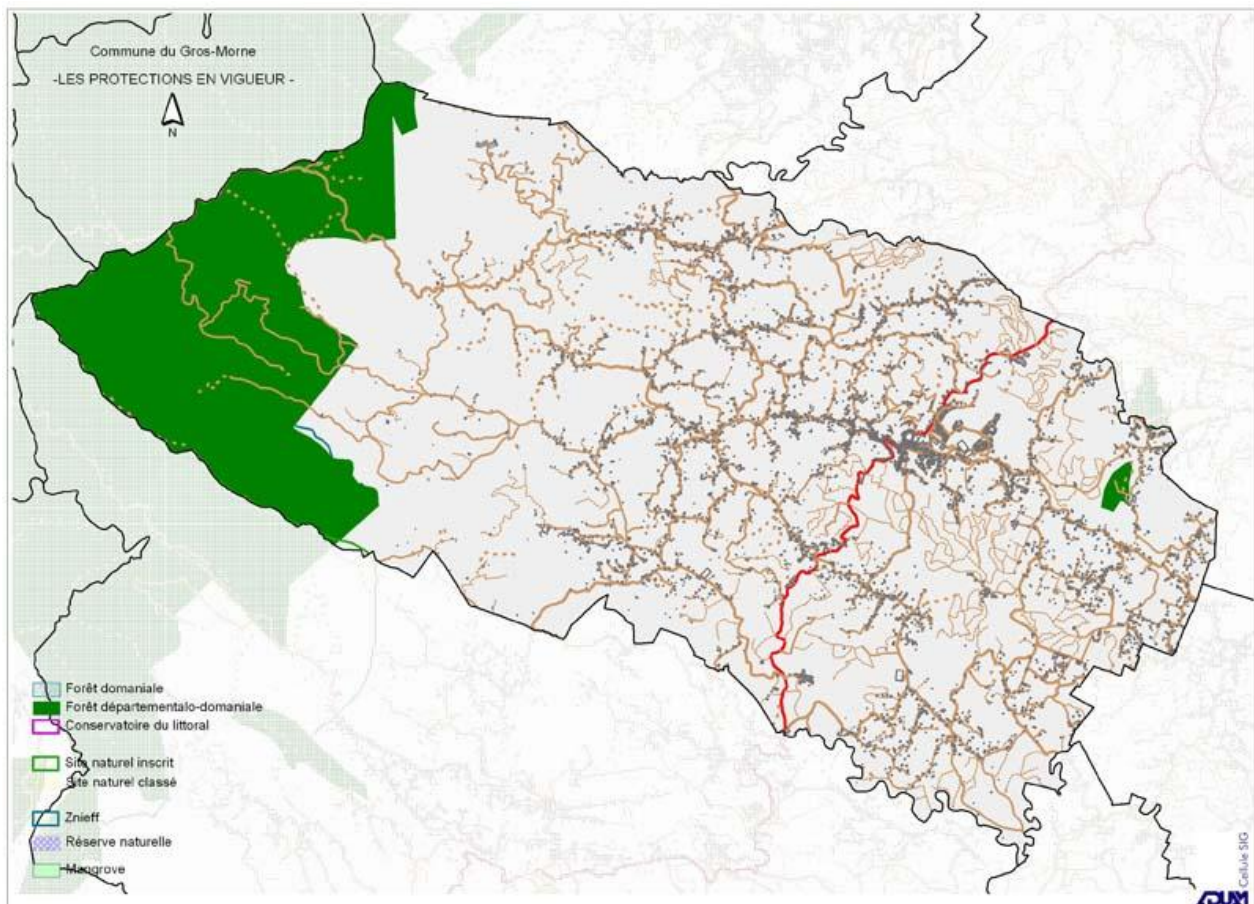 Commune du Gros-Morne
-LES PROTECTIONS EN VIGUEUR -
N
Forêt domaniale
Forêt départementalo-domaniale
Conservatoire du littoral
Site naturel inscrit
Site naturel classé
Znieff
Réserve naturelle
Mangrove
Cellule SIG